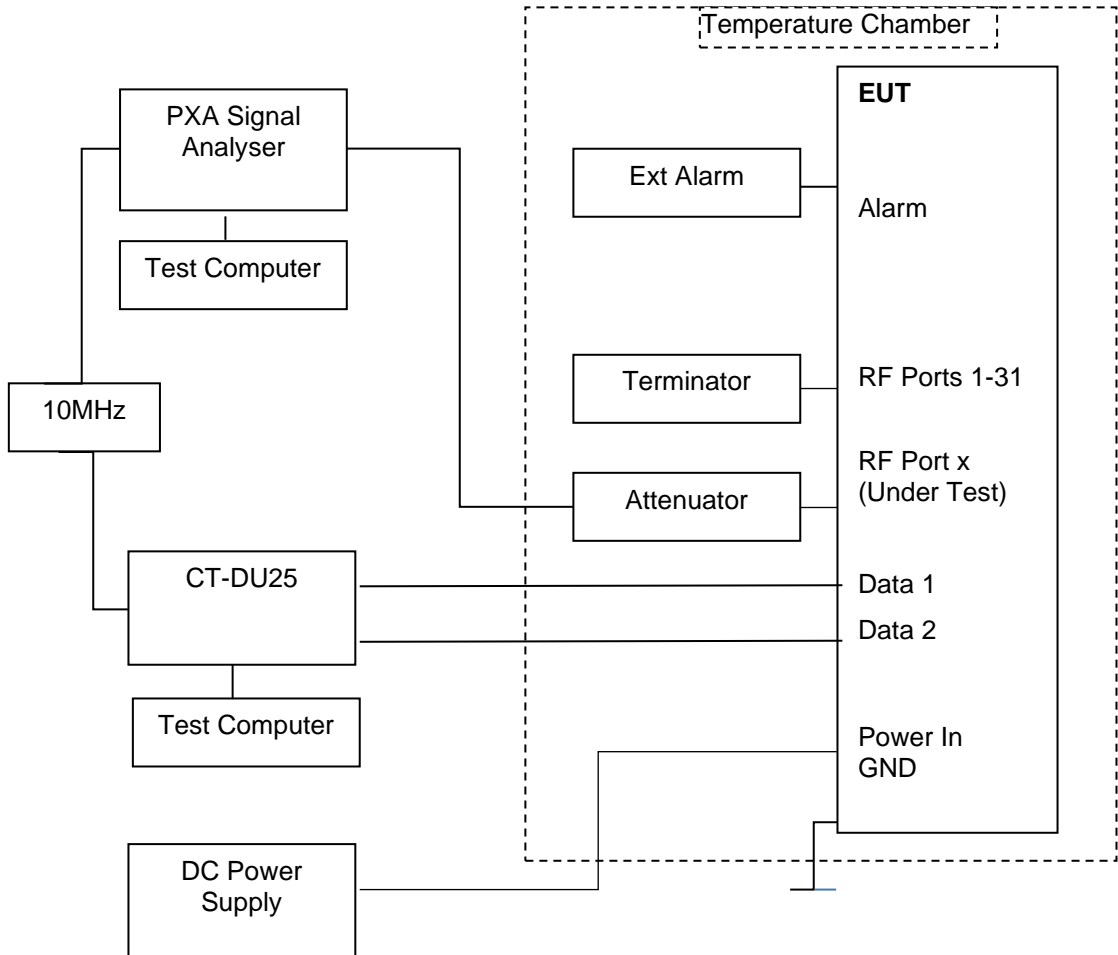 Temperature Chamber
PXA Signal
Analyser
Test Computer
10MHz
CT-DU25
Test Computer
DC Power
Supply
Ext Alarm
Terminator
Attenuator
EUT
Alarm
RF Ports 1-31
RF Port x
(Under Test)
Data 1
Data 2
Power In
GND